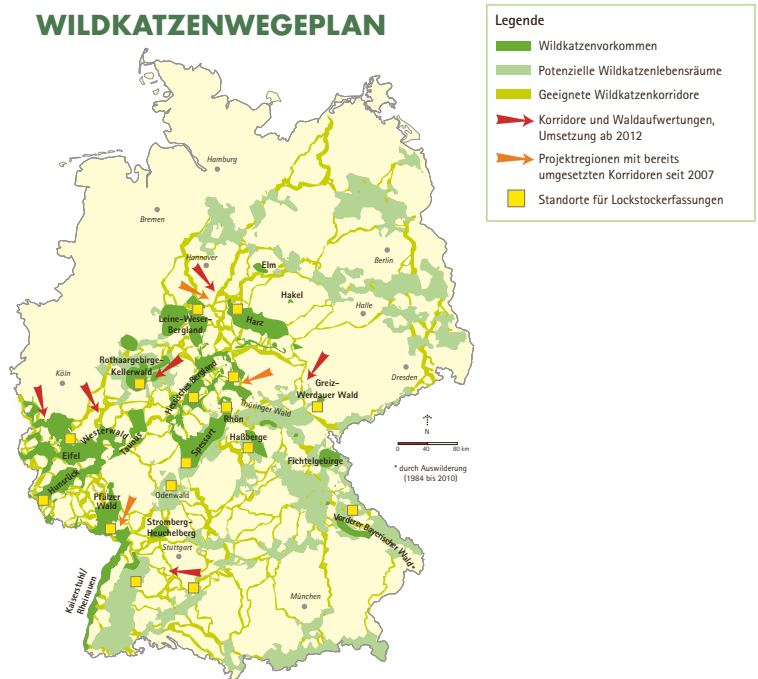 WILDKATZENWEGEPLAN
Legende
Wildkatzenvorkommen
Potenzielle Wildkatzenlebensräume
Geeignete Wildkatzenkorridore
Korridore und Waldaufwertungen,
Umsetzung ab 2012
Projektregionen mit bereits
umgesetzten Korridoren seit 2007
Standorte für Lockstockerfassungen
Hamburg
Bremen
Hannover
Elm
Berlin
Hakel
Halle
Leine-Weser-
Bergland
Harz
Rothaargebirge-
Kellerwald
Köln
Hessisches Bergland
Greiz-
Werdauer Wald
Dresden
Thüringer Wald
Rhön
Westerwald
Taunus
Eifel
Spessart
Haßberge
Fichtelgebirge
Hunsrück
Odenwald
Pfälzer
Wald
Stromberg-
Heuchelberg
Stuttgart
Vorderer Bayerischer Wald*
Kaiserstuhl/
Rheinauen
München
N
0 40 80 km
* durch Auswilderung
(1984 bis 2010)